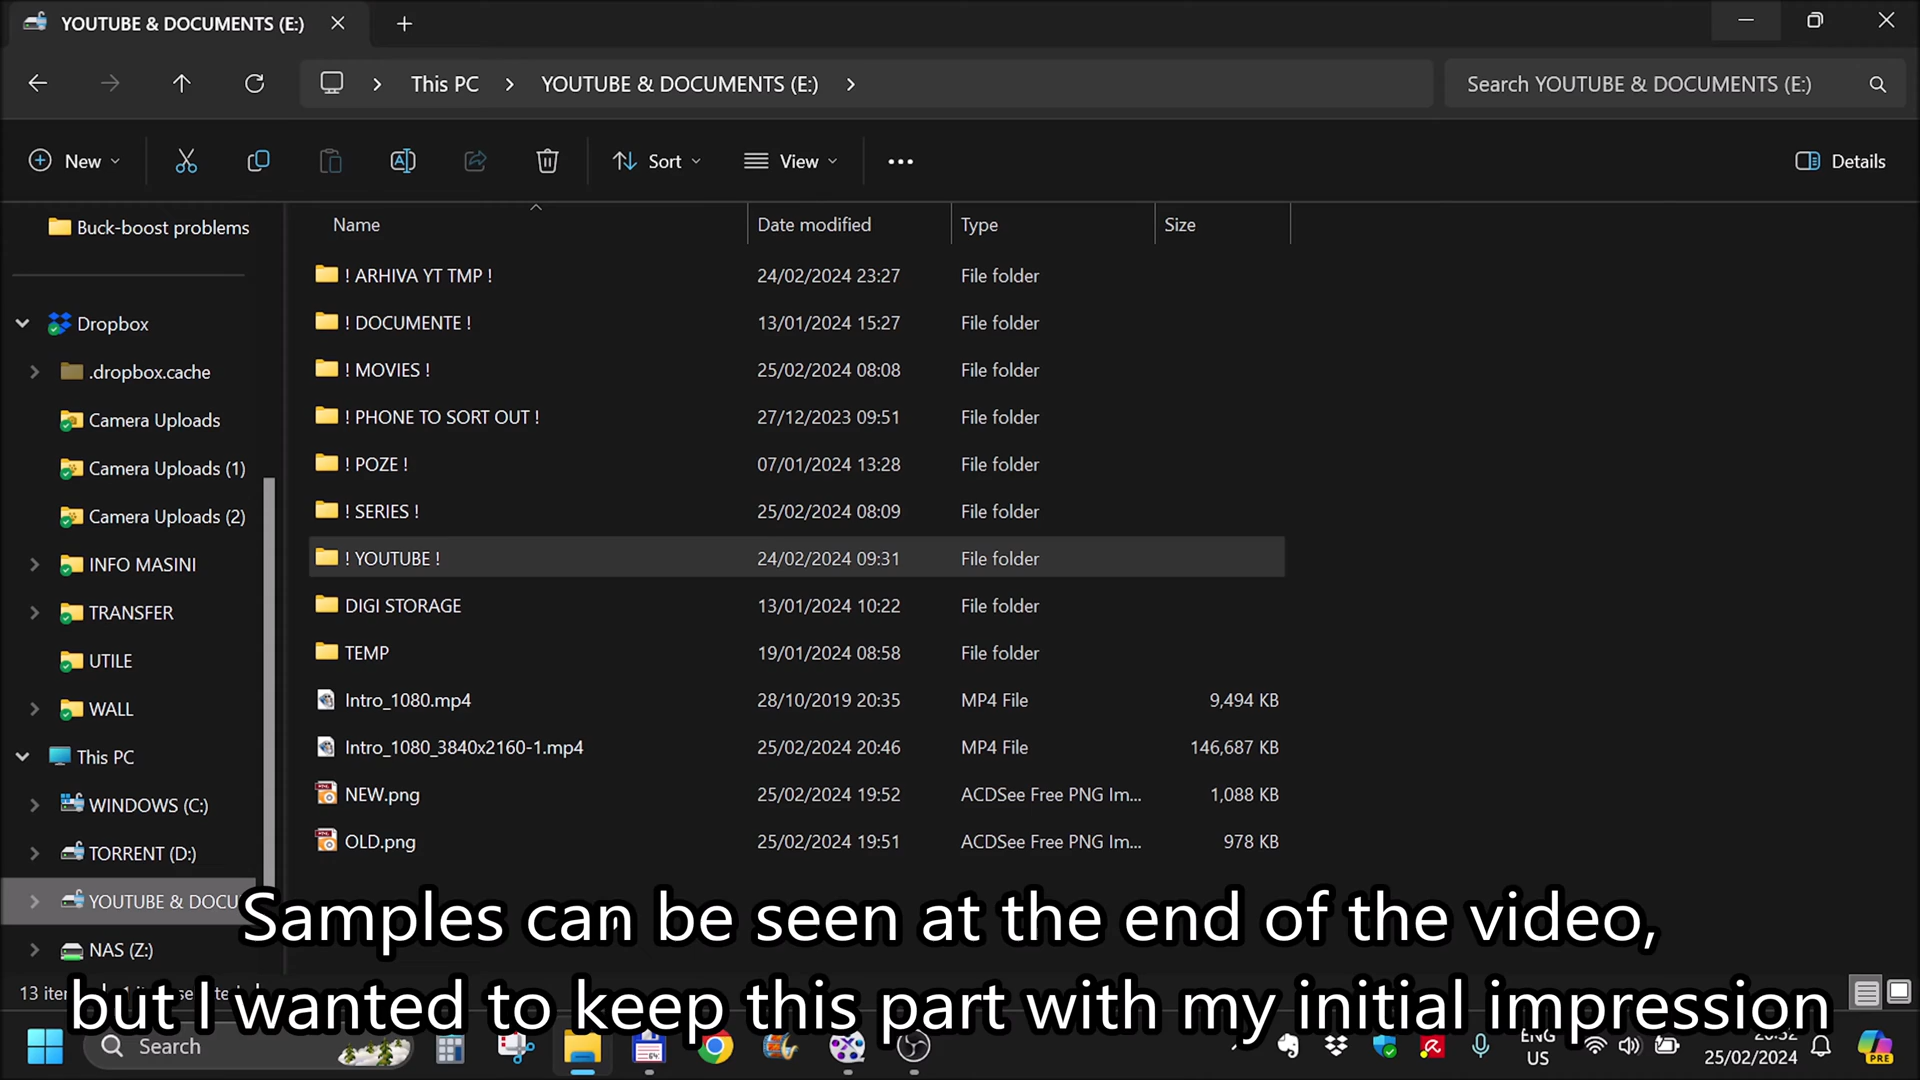 YOUTUBE & DOCUMENTS (E:)
This PC
YOUTUBE & DOCUMENTS (E:)
Search YOUTUBE & DOCUMENTS (E:)
New
Sort
View
Details
Buck-boost problems
Dropbox
.dropbox.cache
Camera Uploads
Camera Uploads (1)
Camera Uploads (2)
INFO MASINI
TRANSFER
UTILE
WALL
This PC
WINDOWS (C:)
TORRENT (D:)
YOUTUBE & DOCU
NAS (Z:)
Name Date modified Type Size
! ARHIVA YT TMP ! 24/02/2024 23:27 File folder
! DOCUMENTE ! 13/01/2024 15:27 File folder
! MOVIES ! 25/02/2024 08:08 File folder
! PHONE TO SORT OUT ! 27/12/2023 09:51 File folder
! POZE ! 07/01/2024 13:28 File folder
! SERIES ! 25/02/2024 08:09 File folder
! YOUTUBE ! 24/02/2024 09:31 File folder
DIGI STORAGE 13/01/2024 10:22 File folder
TEMP 19/01/2024 08:58 File folder
Intro_1080.mp4 28/10/2019 20:35 MP4 File 9,494 KB
Intro_1080_3840x2160-1.mp4 25/02/2024 20:46 MP4 File 146,687 KB
NEW.png 25/02/2024 19:52 ACDSee Free PNG Im... 1,088 KB
OLD.png 25/02/2024 19:51 ACDSee Free PNG Im... 978 KB
Samples can be seen at the end of the video,
but I wanted to keep this part with my initial impression
13
Search
ENG
US
25/02/2024
PRE